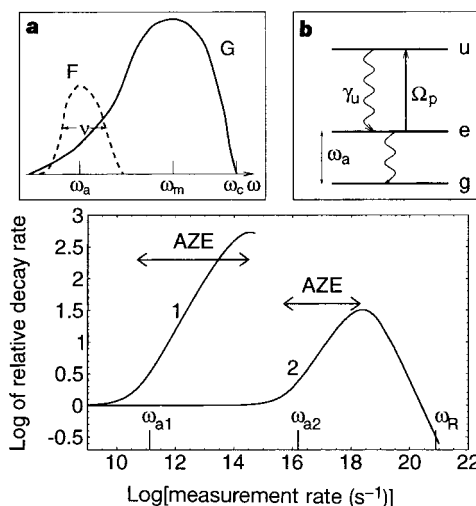 a
F
G
ν
ω_a
ω_m
ω_c ω
b
u
γ_u
Ω_p
e
ω_a
g
Log of relative decay rate
3
2.5
2
1.5
1
0.5
0
-0.5
AZE
1
AZE
2
ω_a1
ω_a2
ω_R
10 12 14 16 18 20 22
Log[measurement rate (s⁻¹)]